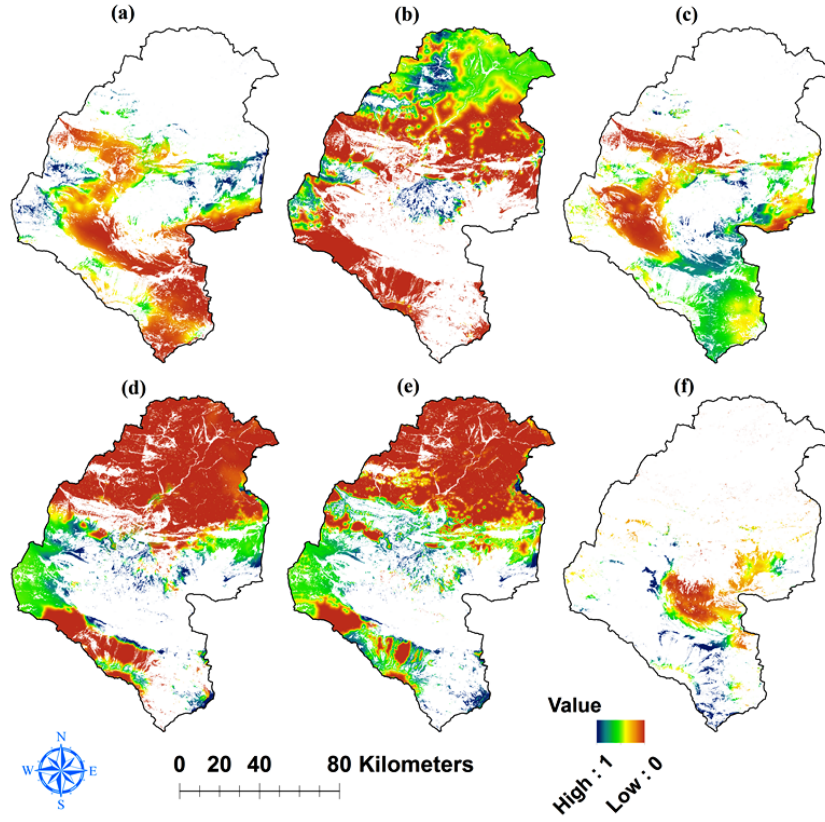 (a)
(b)
(c)
(d)
(e)
(f)
Value
High : 1
Low : 0
N
W E
S
0 20 40 80 Kilometers